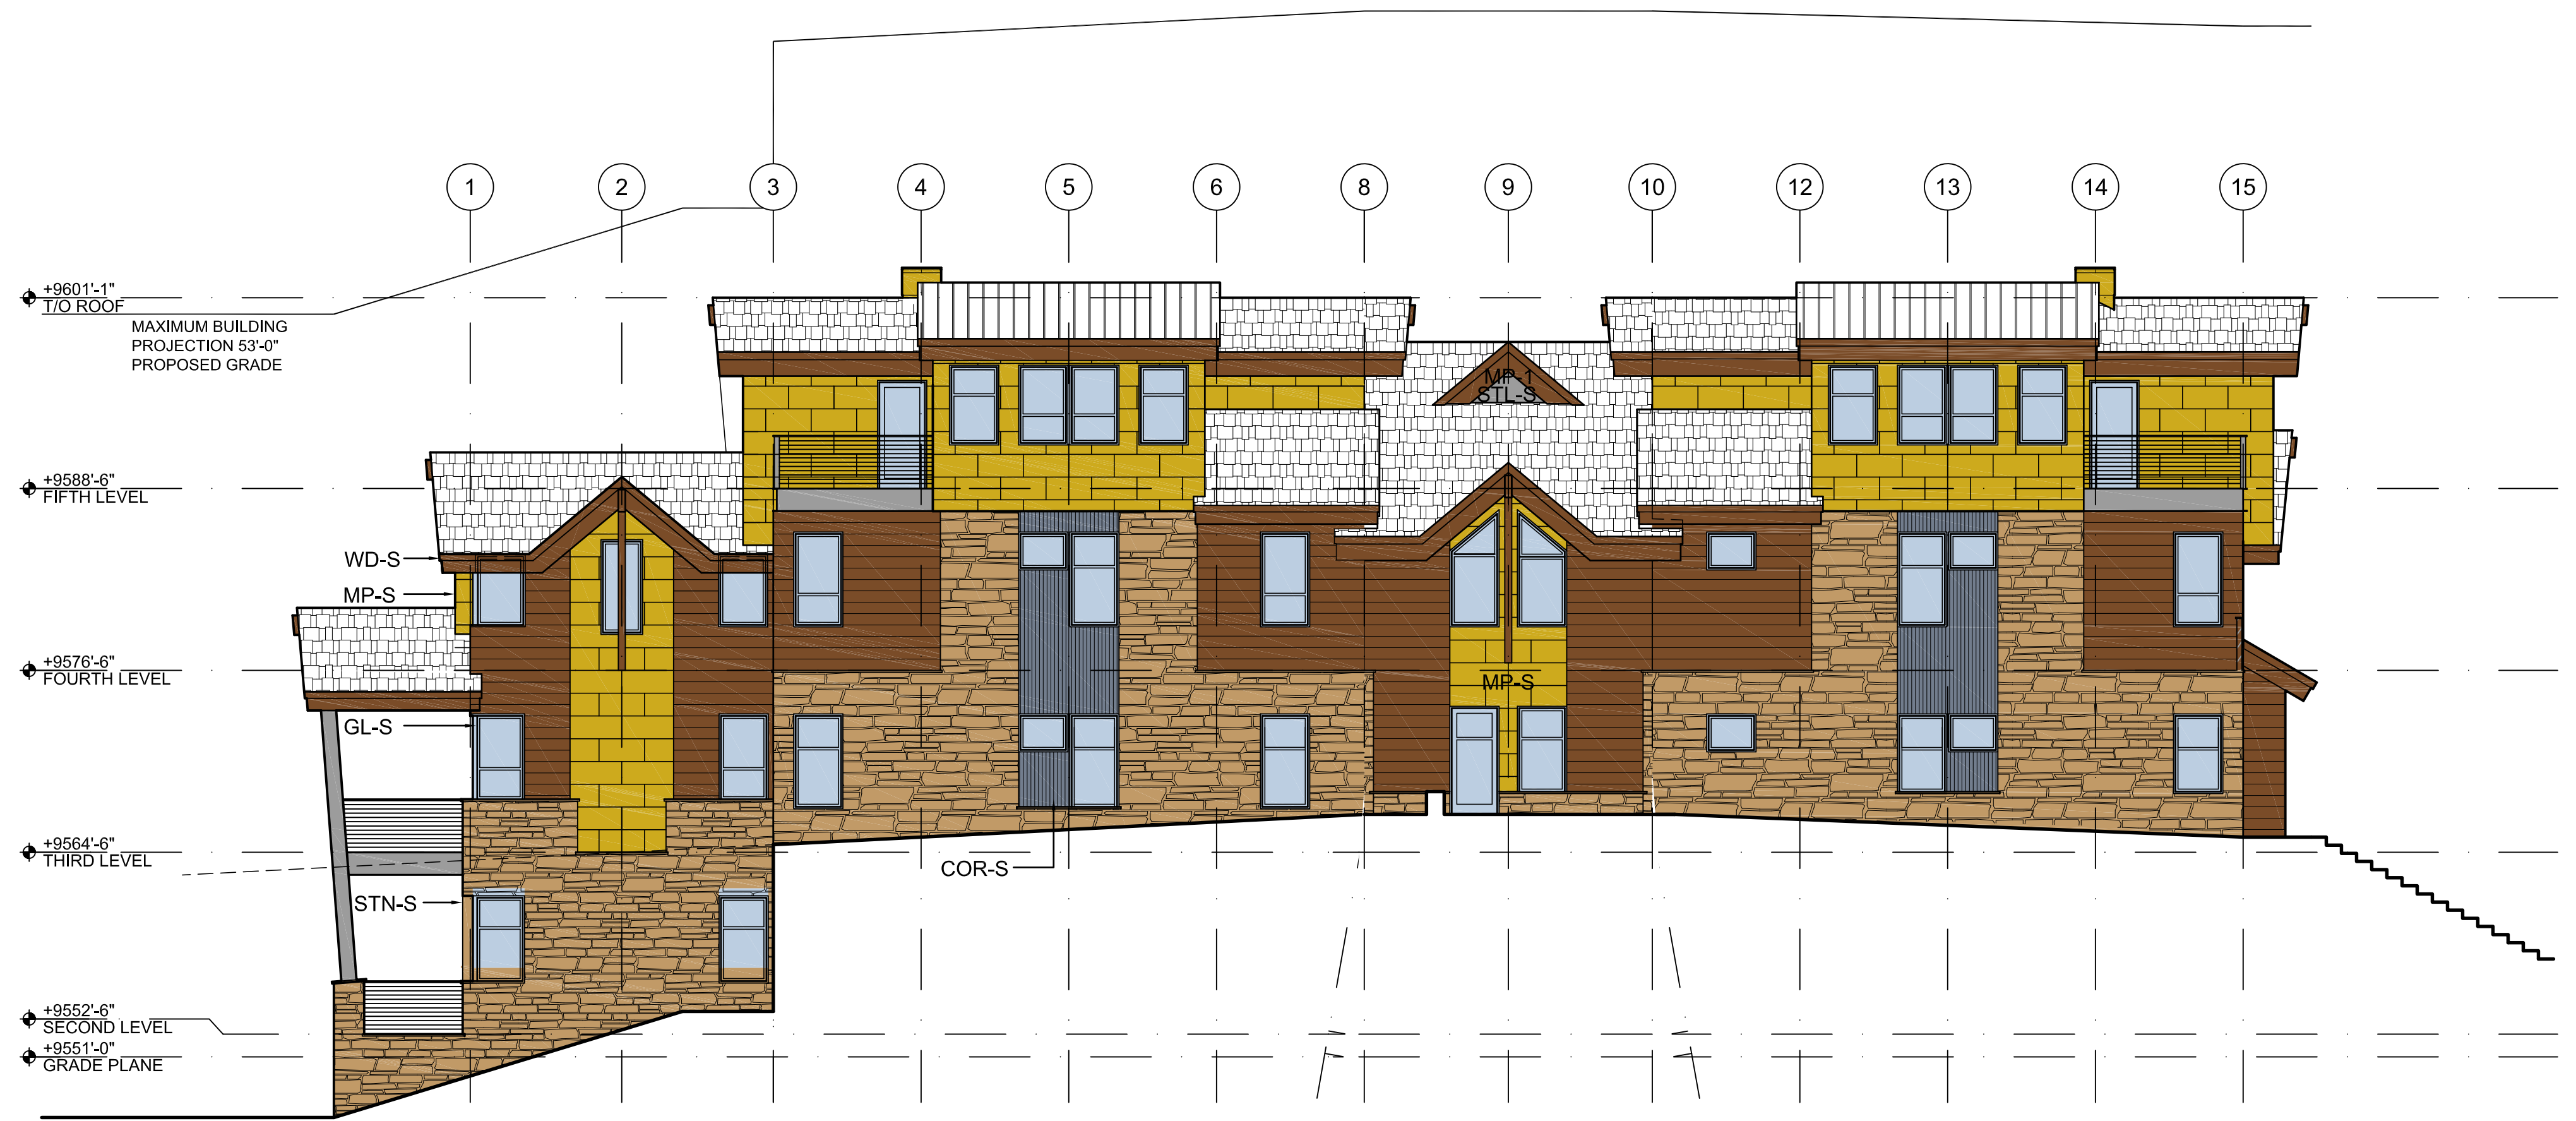 1 2 3 4 5 6 8 9 10 12 13 14 15
+9601'-1"
T/O ROOF
MAXIMUM BUILDING
PROJECTION 53'-0"
PROPOSED GRADE
MP-1
STL-S
+9588'-6"
FIFTH LEVEL
WD-S
MP-S
+9576'-6"
FOURTH LEVEL
MP-S
GL-S
+9564'-6"
THIRD LEVEL
COR-S
STN-S
+9552'-6"
SECOND LEVEL
+9551'-0"
GRADE PLANE